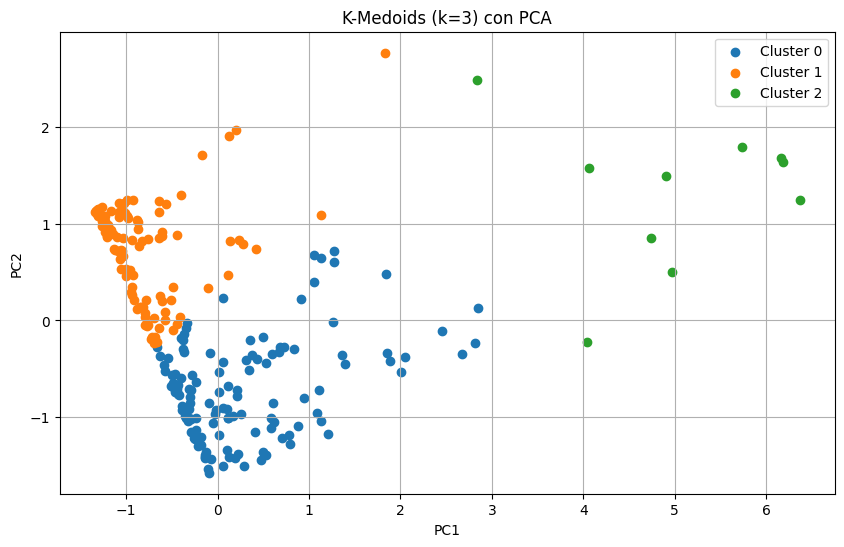 K-Medoids (k=3) con PCA
Cluster 0
Cluster 1
Cluster 2
PC2
2
1
0
−1
−1
0
1
2
3
4
5
6
PC1